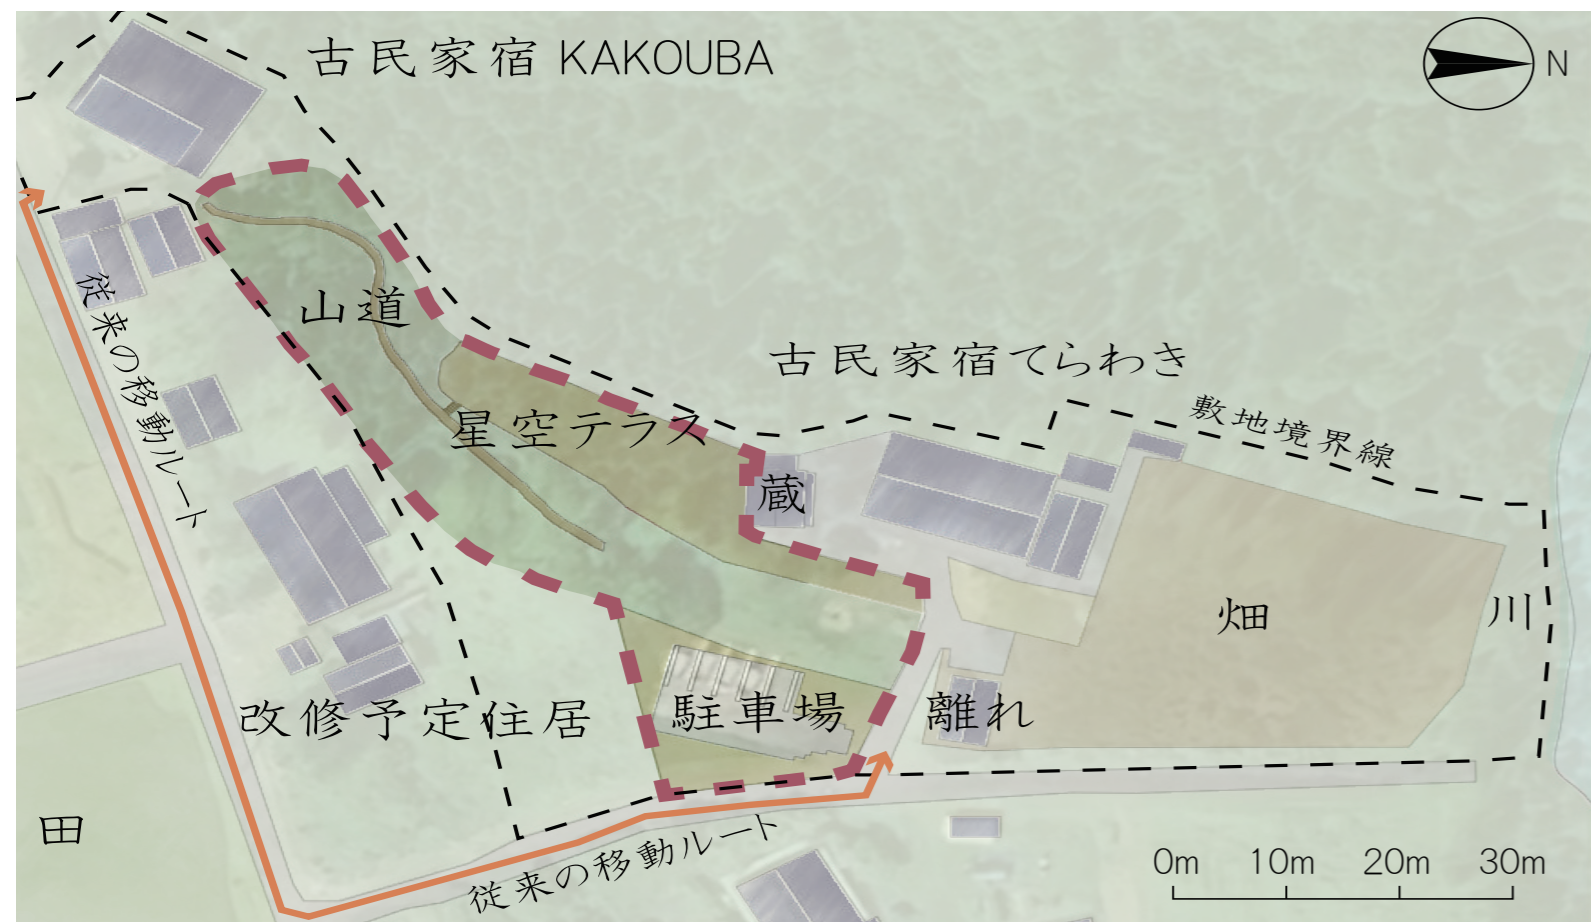 古民家宿 KAKOUBA
N
従来の移動ルート
山道
星空テラス
古民家宿てらわき
敷地境界線
蔵
畑
川
改修予定住居
駐車場
離れ
田
従来の移動ルート
0m 10m 20m 30m